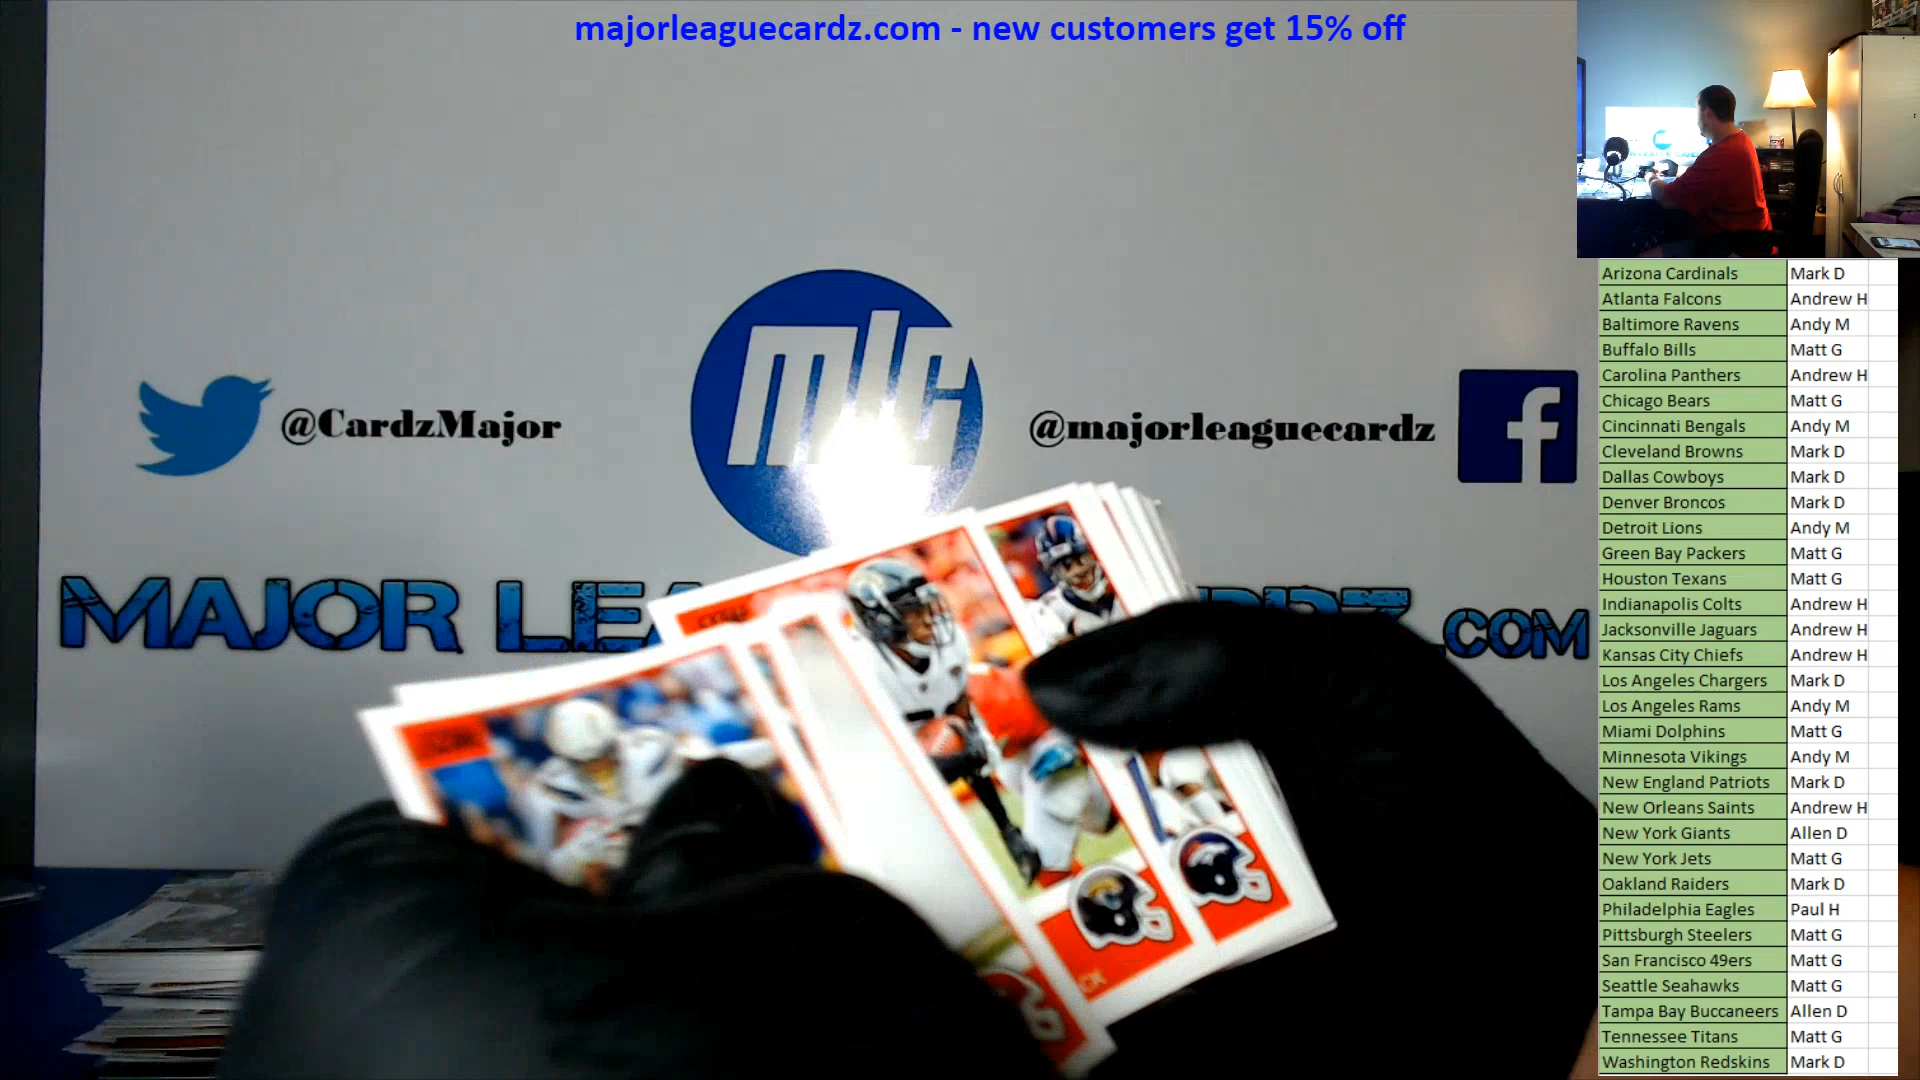 majorleaguecardz.com - new customers get 15% off
mlc
@CardzMajor
@majorleaguecardz
f
MAJOR LEA RDZ.COM
Arizona Cardinals Mark D
Atlanta Falcons Andrew H
Baltimore Ravens Andy M
Buffalo Bills Matt G
Carolina Panthers Andrew H
Chicago Bears Matt G
Cincinnati Bengals Andy M
Cleveland Browns Mark D
Dallas Cowboys Mark D
Denver Broncos Mark D
Detroit Lions Andy M
Green Bay Packers Matt G
Houston Texans Matt G
Indianapolis Colts Andrew H
Jacksonville Jaguars Andrew H
Kansas City Chiefs Andrew H
Los Angeles Chargers Mark D
Los Angeles Rams Andy M
Miami Dolphins Matt G
Minnesota Vikings Andy M
New England Patriots Mark D
New Orleans Saints Andrew H
New York Giants Allen D
New York Jets Matt G
Oakland Raiders Mark D
Philadelphia Eagles Paul H
Pittsburgh Steelers Matt G
San Francisco 49ers Matt G
Seattle Seahawks Matt G
Tampa Bay Buccaneers Allen D
Tennessee Titans Matt G
Washington Redskins Mark D